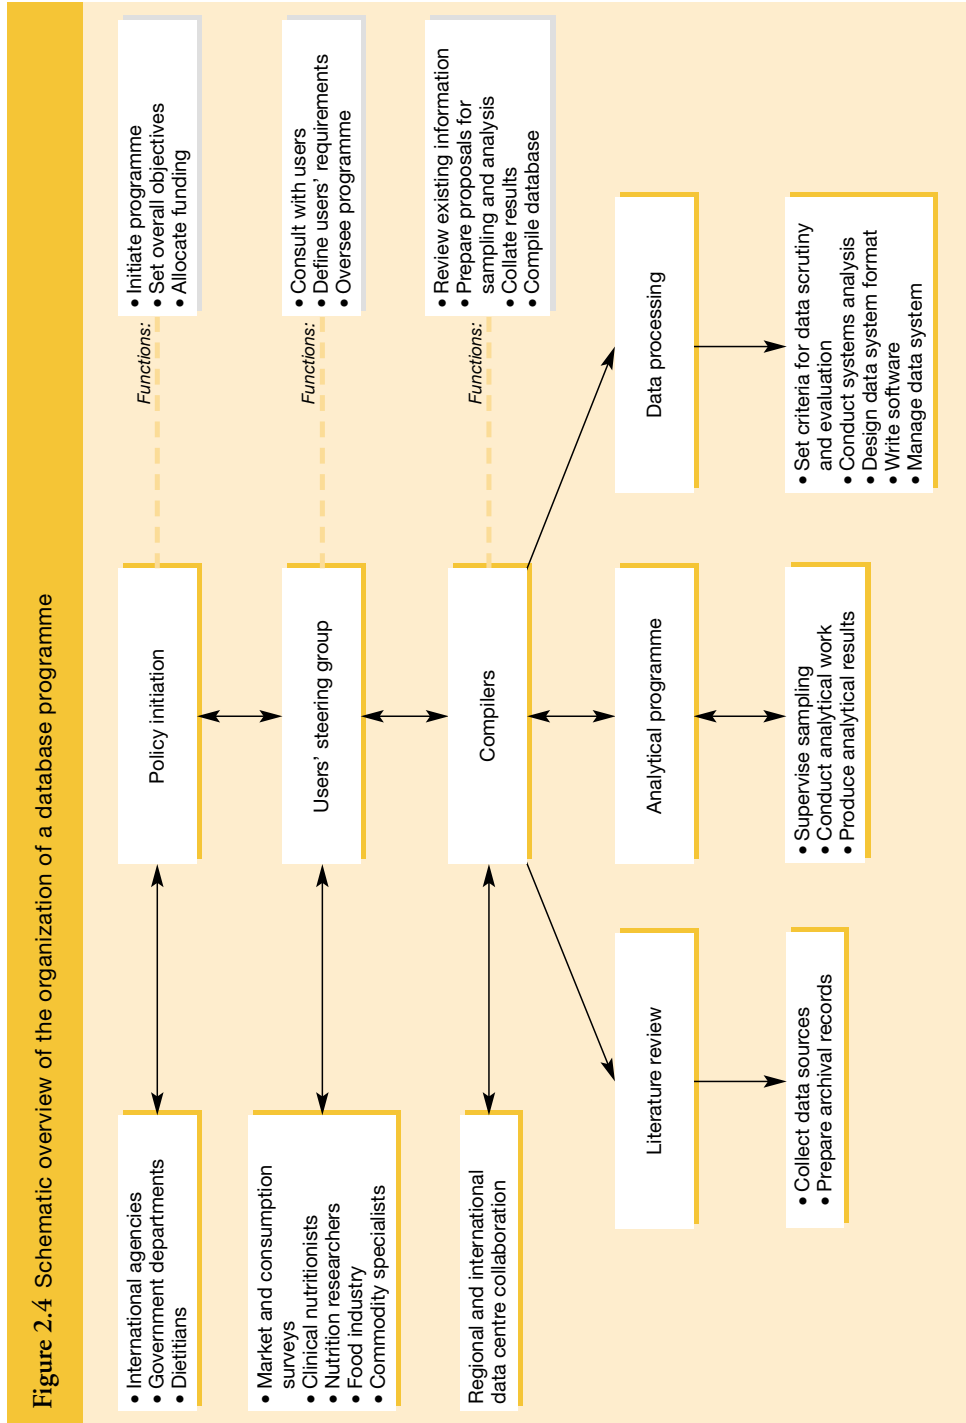 Figure 2.4 Schematic overview of the organization of a database programme
• International agencies
• Government departments
• Dietitians
Policy initiation
Functions:
• Initiate programme
• Set overall objectives
• Allocate funding
• Market and consumption
surveys
• Clinical nutritionists
• Nutrition researchers
• Food industry
• Commodity specialists
Users’ steering group
Functions:
• Consult with users
• Define users’ requirements
• Oversee programme
Regional and international
data centre collaboration
Compilers
Functions:
• Review existing information
• Prepare proposals for
sampling and analysis
• Collate results
• Compile database
Literature review
Analytical programme
Data processing
• Collect data sources
• Prepare archival records
• Supervise sampling
• Conduct analytical work
• Produce analytical results
• Set criteria for data scrutiny
and evaluation
• Conduct systems analysis
• Design data system format
• Write software
• Manage data system